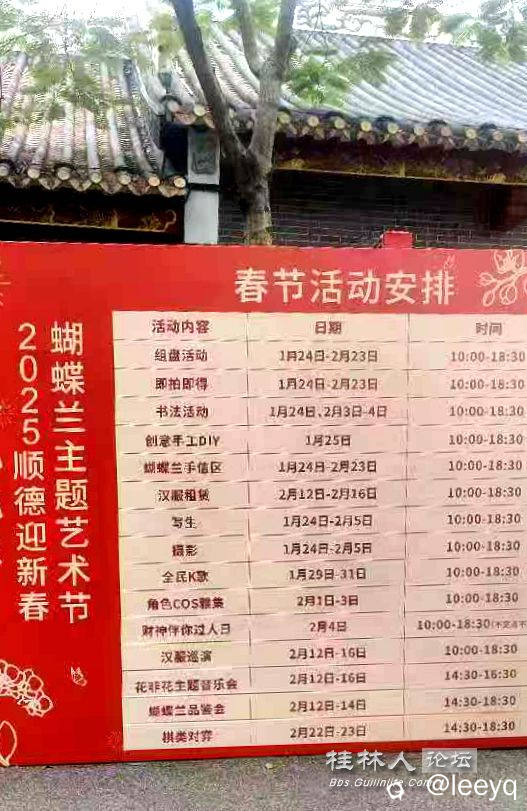 春节活动安排
2025顺德迎新春
蝴蝶兰主题艺术节
活动内容 日期 时间
组盘活动 1月24日-2月23日 10:00-18:30
即拍即得 1月24日-2月23日 10:00-18:30
书法活动 1月24日、2月3日-4日 10:00-18:30
创意手工DIY 1月25日 10:00-18:30
蝴蝶兰手信区 1月24日-2月23日 10:00-18:30
汉服租赁 2月12日-2月16日 10:00-18:30
写生 1月24日-2月5日 10:00-18:30
摄影 1月24日-2月5日 10:00-18:30
全民K歌 1月29日-31日 10:00-18:30
角色COS雅集 2月1日-3日 10:00-18:30
财神伴你过人日 2月4日 10:00-18:30
汉服巡演 2月12日-16日 10:00-18:30
花非花主题音乐会 2月12日-16日 14:30-16:30
蝴蝶兰品鉴会 2月12日-14日 14:30-18:30
棋类对弈 2月22日-23日 14:30-18:30
桂林人论坛
Bbs.Guilinlife.Com
@leeyq